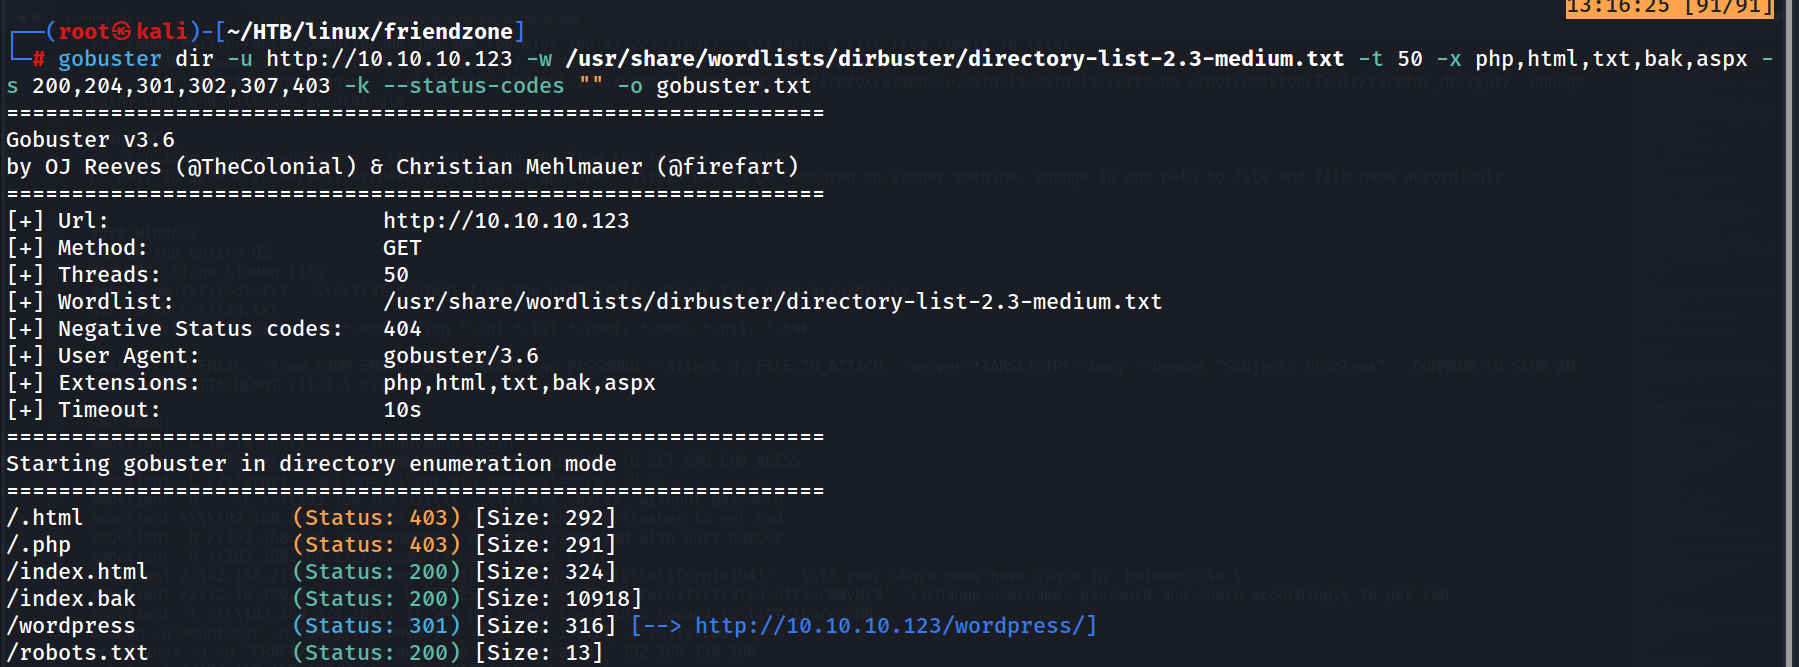 13:16:25 [91/91]
┌──(root㉿kali)-[~/HTB/linux/friendzone]
└─# gobuster dir -u http://10.10.10.123 -w /usr/share/wordlists/dirbuster/directory-list-2.3-medium.txt -t 50 -x php,html,txt,bak,aspx -
s 200,204,301,302,307,403 -k --status-codes "" -o gobuster.txt
===============================================================
Gobuster v3.6
by OJ Reeves (@TheColonial) & Christian Mehlmauer (@firefart)
===============================================================
[+] Url:                     http://10.10.10.123
[+] Method:                  GET
[+] Threads:                 50
[+] Wordlist:                /usr/share/wordlists/dirbuster/directory-list-2.3-medium.txt
[+] Negative Status codes:   404
[+] User Agent:              gobuster/3.6
[+] Extensions:              php,html,txt,bak,aspx
[+] Timeout:                 10s
===============================================================
Starting gobuster in directory enumeration mode
===============================================================
/.html                (Status: 403) [Size: 292]
/.php                 (Status: 403) [Size: 291]
/index.html           (Status: 200) [Size: 324]
/index.bak            (Status: 200) [Size: 10918]
/wordpress            (Status: 301) [Size: 316] [--> http://10.10.10.123/wordpress/]
/robots.txt           (Status: 200) [Size: 13]